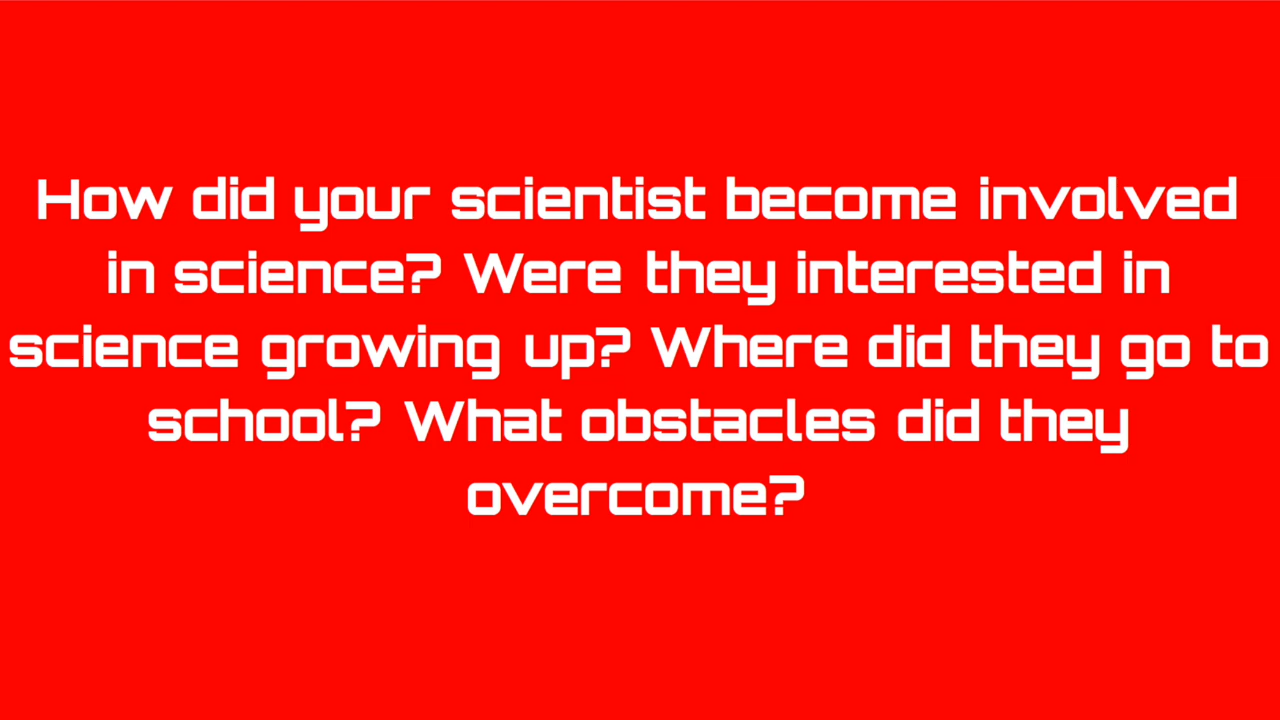 How did your scientist become involved
in science? Were they interested in
science growing up? Where did they go to
school? What obstacles did they
overcome?